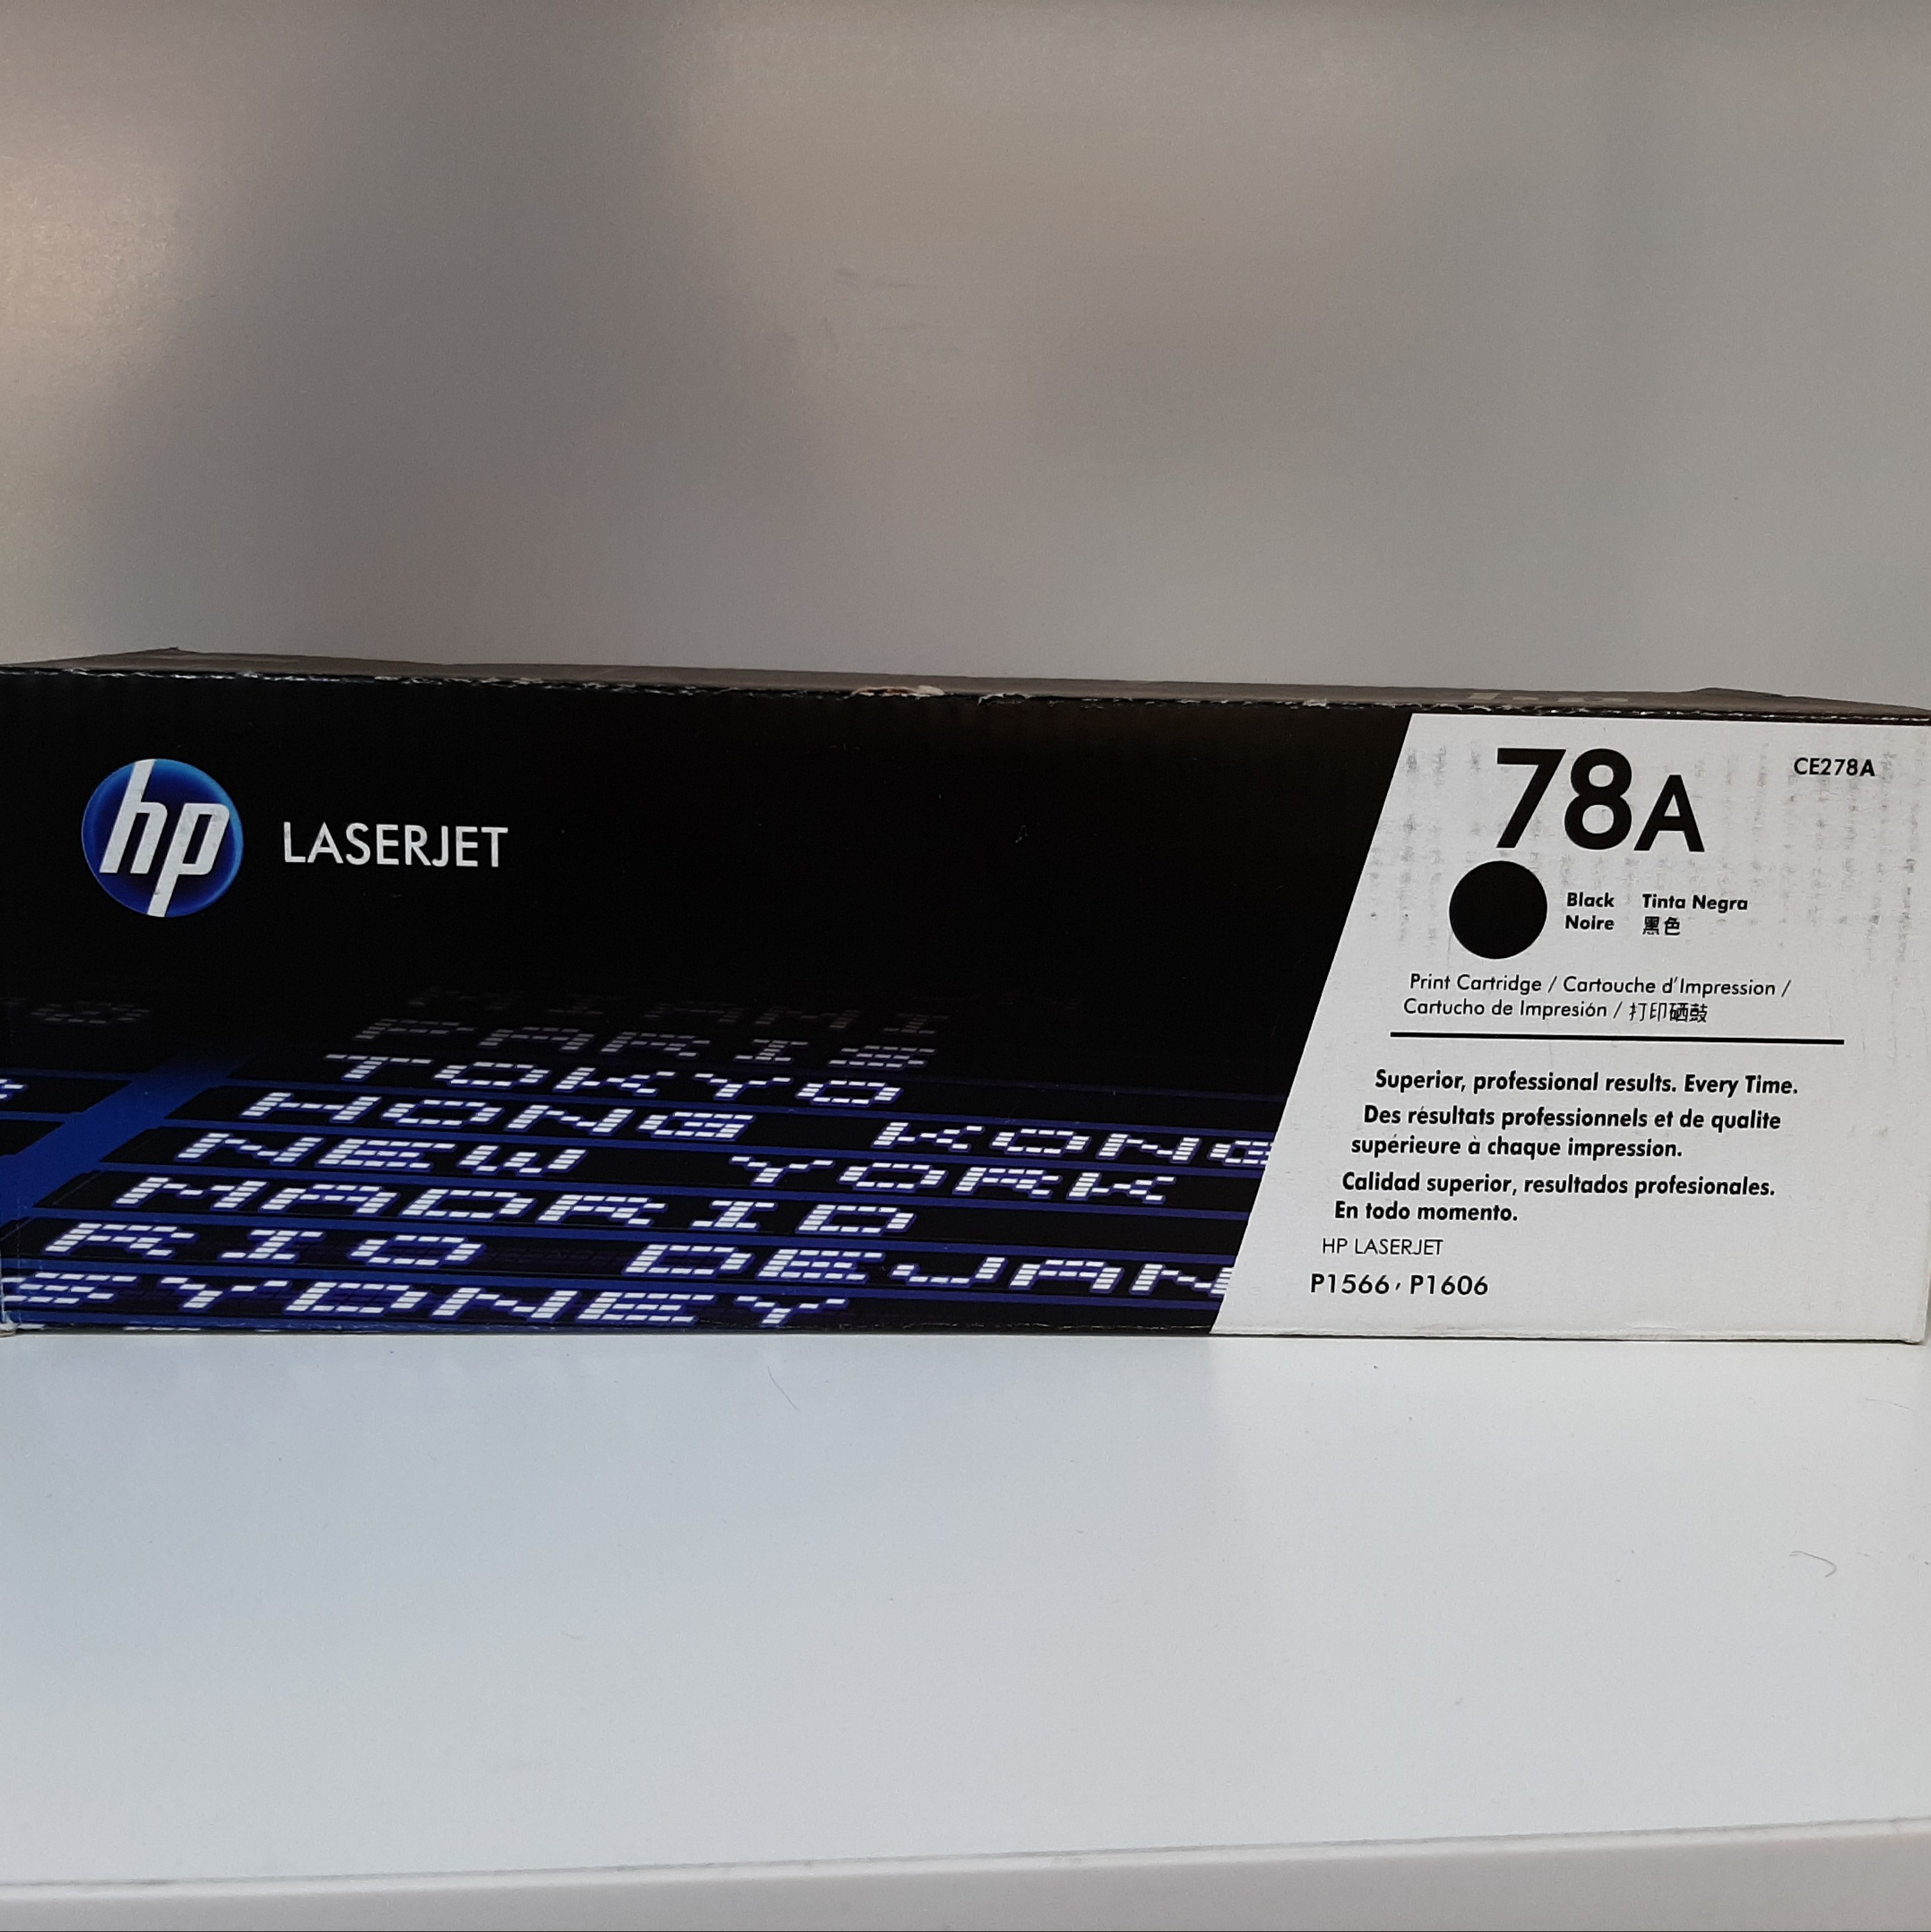 hp
LASERJET
MIAMI
PARIS
TOKYO
HONG KONG
NEW YORK
MADRID
RIO DEJAN
SYDNEY
78A
CE278A
Black Tinta Negra
Noire 黑色
Print Cartridge / Cartouche d'Impression /
Cartucho de Impresión / 打印硒鼓
Superior, professional results. Every Time.
Des résultats professionnels et de qualite
supérieure à chaque impression.
Calidad superior, resultados profesionales.
En todo momento.
HP LASERJET
P1566, P1606